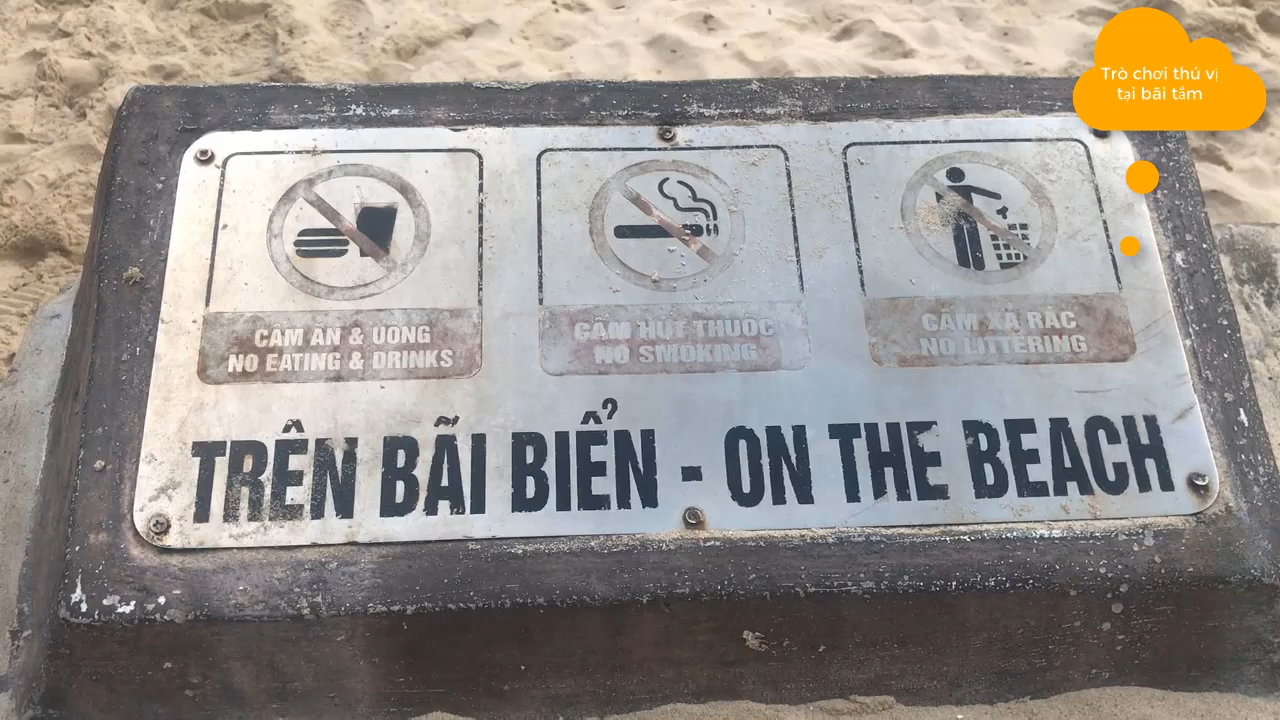 Trò chơi thú vị
tại bãi tắm
CẤM ĂN & UỐNG
NO EATING & DRINKS
CẤM HÚT THUỐC
NO SMOKING
CẤM XẢ RÁC
NO LITTERING
TRÊN BÃI BIỂN - ON THE BEACH